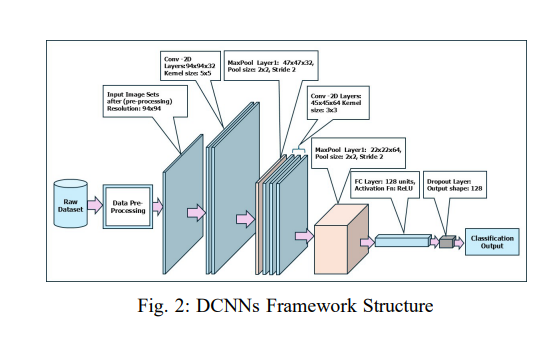 Conv -2D
Layers:94x94x32
Kernel size: 5x5
MaxPool Layer1: 47x47x32,
Pool size: 2x2, Stride 2
Input Image Sets
after (pre-processing)
Resolution: 94x94
Conv -2D Layers:
45x45x64 Kernel
size: 3x3
MaxPool Layer1: 22x22x64,
Pool size: 2x2, Stride 2
FC Layer: 128 units,
Activation Fn: ReLU
Dropout Layer:
Output shape: 128
Raw
Dataset
Data Pre-
Processing
Classification
Output
Fig. 2: DCNNs Framework Structure